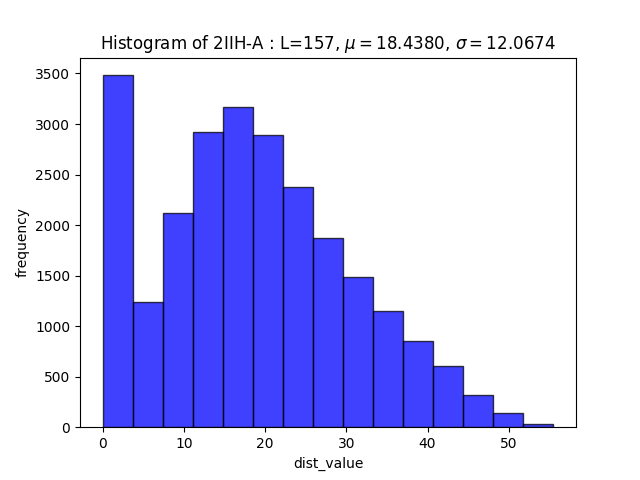 Histogram of 2IIH-A : L=157, μ = 18.4380, σ = 12.0674
3500
3000
2500
2000
1500
1000
500
0
frequency
0 10 20 30 40 50
dist_value